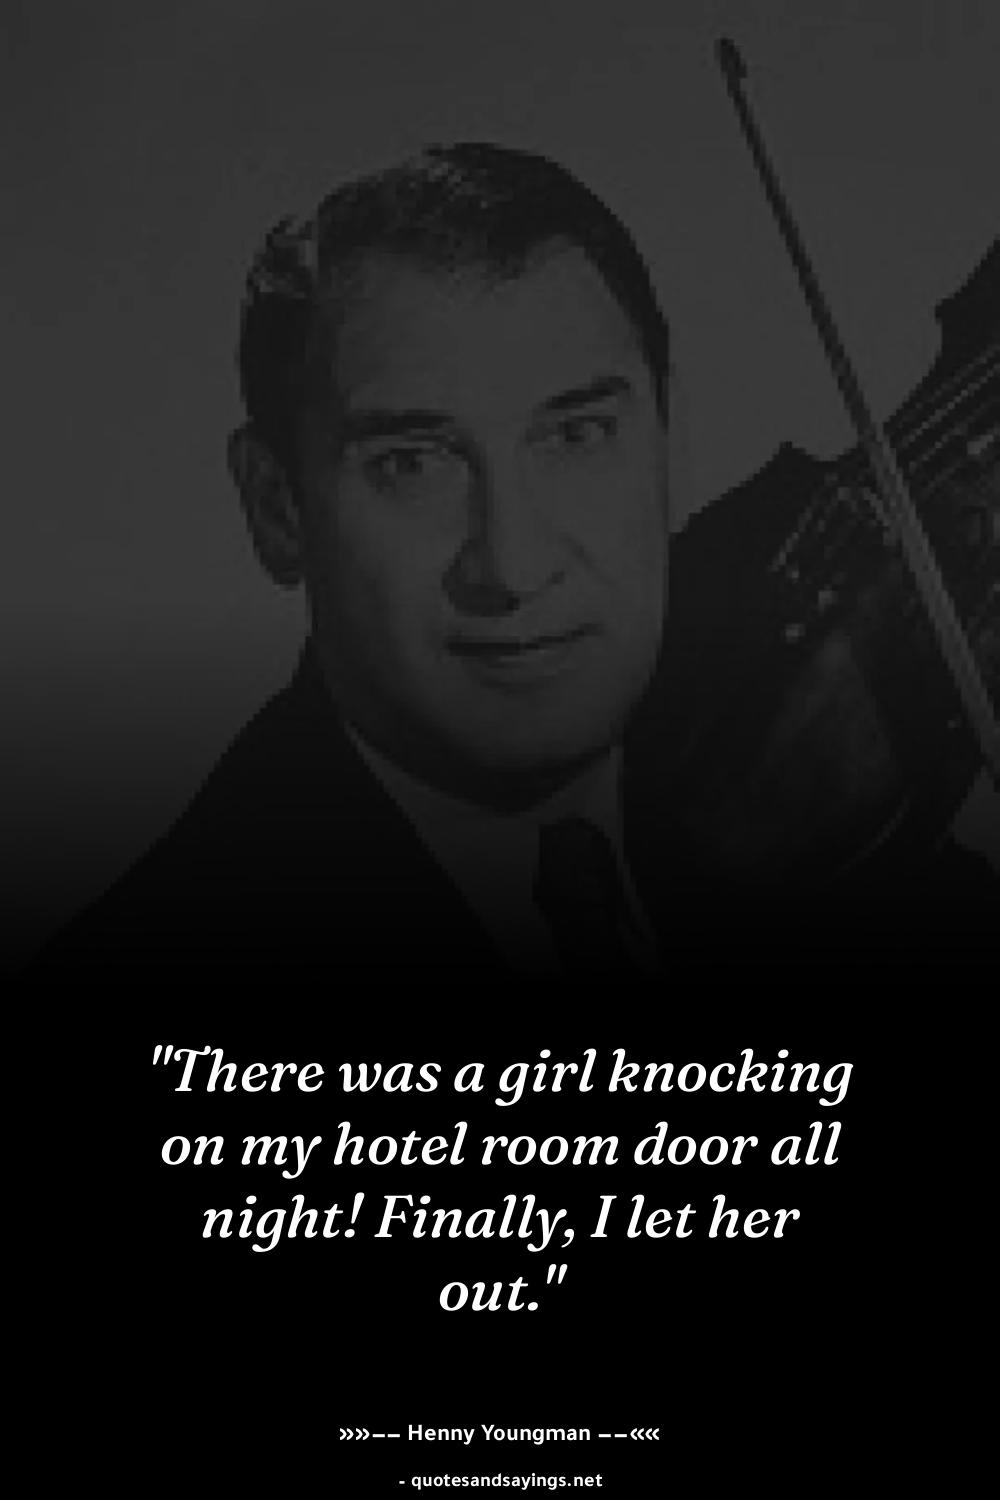 "There was a girl knocking
on my hotel room door all
night! Finally, I let her
out."
»»−− Henny Youngman −−««
- quotesandsayings.net